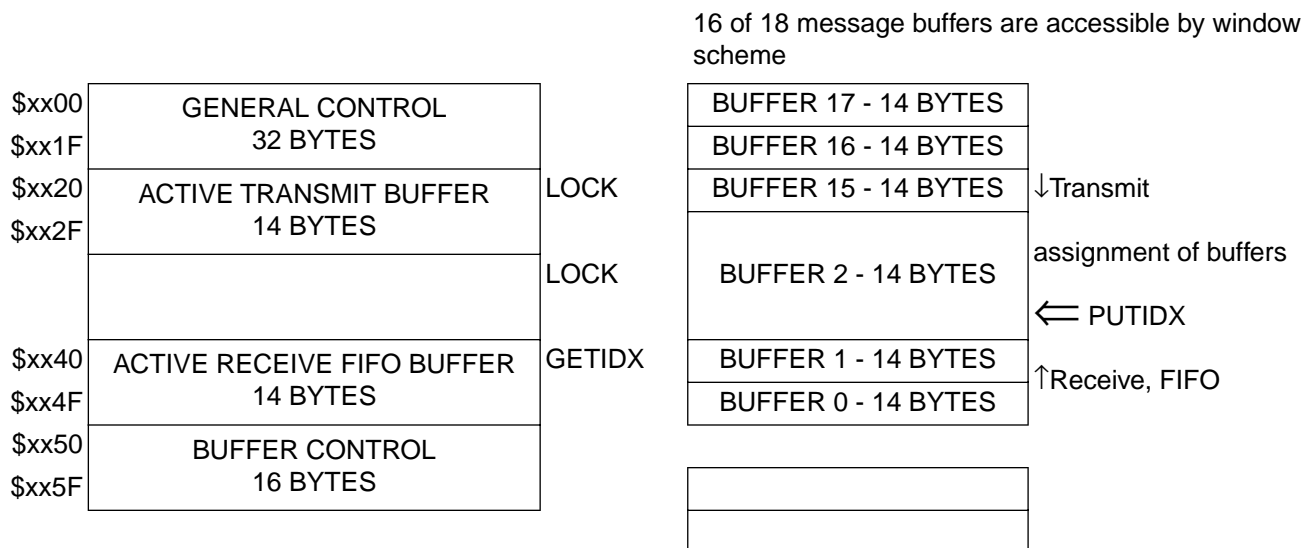 16 of 18 message buffers are accessible by window
scheme
$xx00
GENERAL CONTROL
32 BYTES
$xx1F
$xx20
ACTIVE TRANSMIT BUFFER
14 BYTES
LOCK
$xx2F
LOCK
$xx40
ACTIVE RECEIVE FIFO BUFFER
14 BYTES
GETIDX
$xx4F
$xx50
BUFFER CONTROL
16 BYTES
$xx5F
BUFFER 17 - 14 BYTES
BUFFER 16 - 14 BYTES
BUFFER 15 - 14 BYTES
↓Transmit
assignment of buffers
BUFFER 2 - 14 BYTES
⇐ PUTIDX
BUFFER 1 - 14 BYTES
↑Receive, FIFO
BUFFER 0 - 14 BYTES